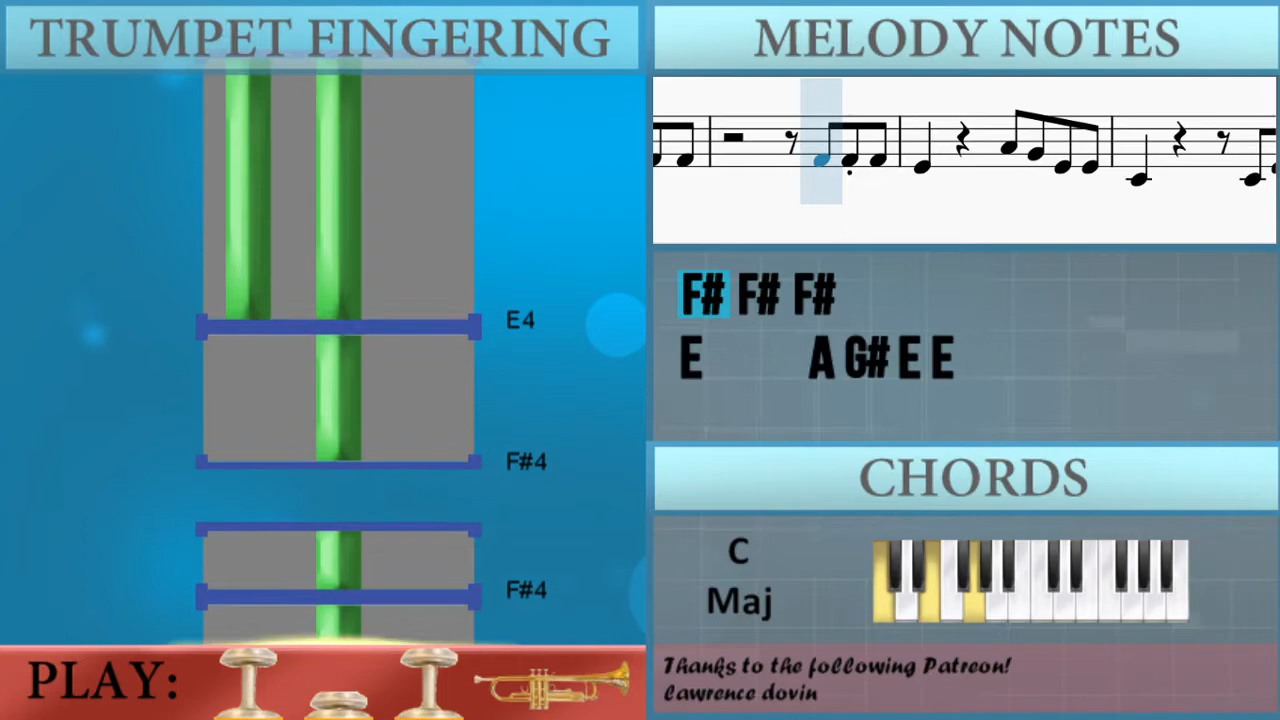 TRUMPET FINGERING
MELODY NOTES
E4
F#4
F#4
PLAY:
F# F# F#
E A G# E E
CHORDS
C
Maj
Thanks to the following Patreon!
lawrence dovin